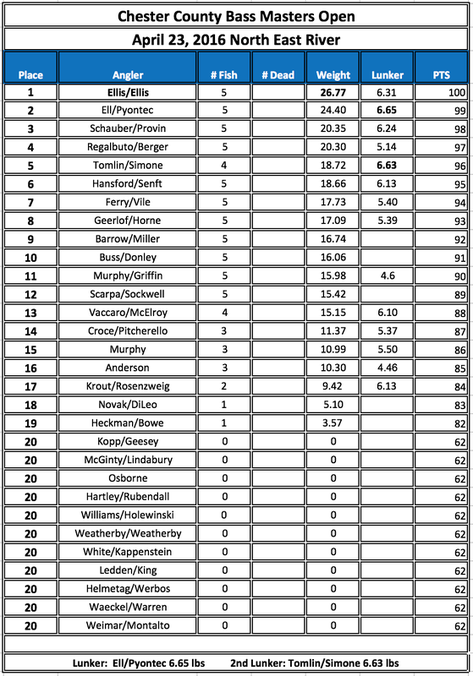 Chester County Bass Masters Open
April 23, 2016 North East River
Place Angler # Fish # Dead Weight Lunker PTS
1 Ellis/Ellis 5 26.77 6.31 100
2 Ell/Pyontec 5 24.40 6.65 99
3 Schauber/Provin 5 20.35 6.24 98
4 Regalbuto/Berger 5 20.30 5.14 97
5 Tomlin/Simone 4 18.72 6.63 96
6 Hansford/Senft 5 18.66 6.13 95
7 Ferry/Vile 5 17.73 5.40 94
8 Geerlof/Horne 5 17.09 5.39 93
9 Barrow/Miller 5 16.74 92
10 Buss/Donley 5 16.06 91
11 Murphy/Griffin 5 15.98 4.6 90
12 Scarpa/Sockwell 5 15.42 89
13 Vaccaro/McElroy 4 15.15 6.10 88
14 Croce/Pitcherello 3 11.37 5.37 87
15 Murphy 3 10.99 5.50 86
16 Anderson 3 10.30 4.46 85
17 Krout/Rosenzweig 2 9.42 6.13 84
18 Novak/DiLeo 1 5.10 83
19 Heckman/Bowe 1 3.57 82
20 Kopp/Geesey 0 0 62
20 McGinty/Lindabury 0 0 62
20 Osborne 0 0 62
20 Hartley/Rubendall 0 0 62
20 Williams/Holewinski 0 0 62
20 Weatherby/Weatherby 0 0 62
20 White/Kappenstein 0 0 62
20 Ledden/King 0 0 62
20 Helmetag/Werbos 0 0 62
20 Waeckel/Warren 0 0 62
20 Weimar/Montalto 0 0 62
Lunker: Ell/Pyontec 6.65 lbs 2nd Lunker: Tomlin/Simone 6.63 lbs